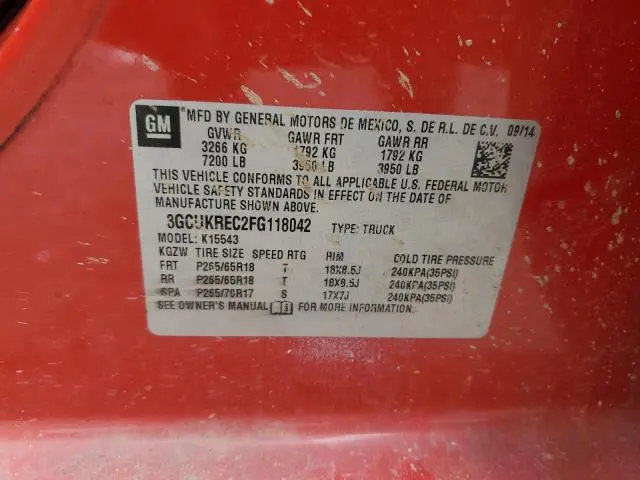 GM
MFD BY GENERAL MOTORS DE MEXICO, S. DE R.L. DE C.V. 09/14
GVWR GAWR FRT GAWR RR
3266 KG 1792 KG 1792 KG
7200 LB 3950 LB 3950 LB
THIS VEHICLE CONFORMS TO ALL APPLICABLE U.S. FEDERAL MOTOR
VEHICLE SAFETY STANDARDS IN EFFECT ON THE DATE OF
MANUFACTURE SHOWN ABOVE.
3GCUKREC2FG118042 TYPE: TRUCK
MODEL: K15543
KGZW TIRE SIZE SPEED RTG RIM COLD TIRE PRESSURE
FRT P265/65R18 T 18X8.5J 240KPA(35PSI)
RR P265/65R18 T 18X8.5J 240KPA(35PSI)
SPA P265/70R17 S 17X7J 240KPA(35PSI)
SEE OWNER'S MANUAL FOR MORE INFORMATION.